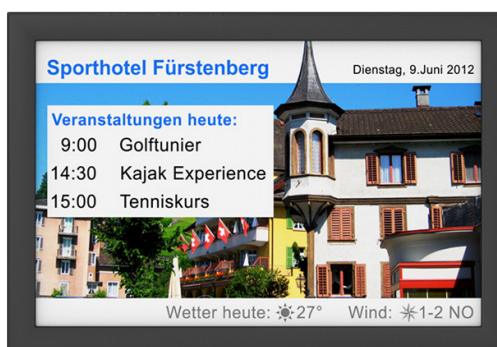 Sporthotel Fürstenberg
Dienstag, 9.Juni 2012
Veranstaltungen heute:
9:00 Golftunier
14:30 Kajak Experience
15:00 Tenniskurs
Wetter heute: 27° Wind: 1-2 NO